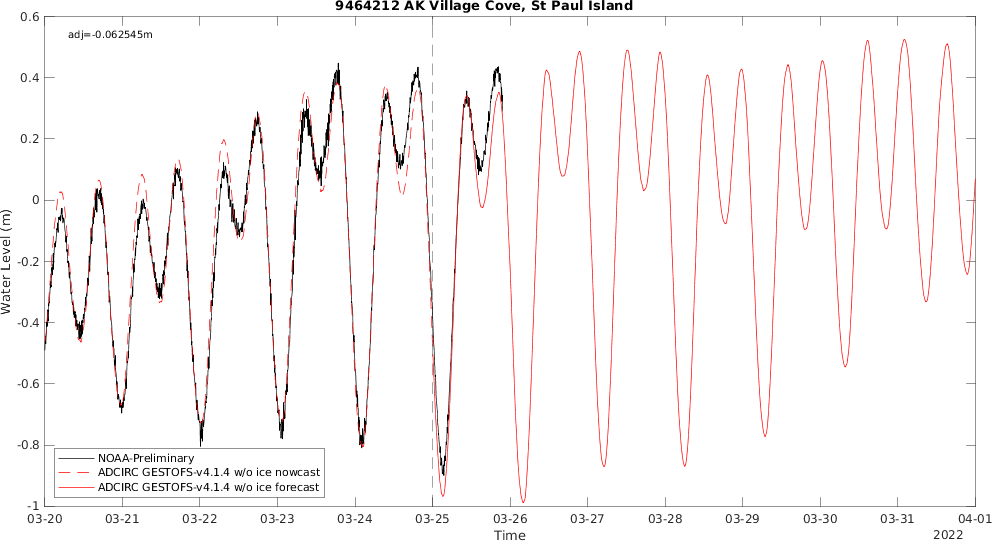 9464212 AK Village Cove, St Paul Island
adj=-0.062545m
0.6
0.4
0.2
0
-0.2
-0.4
-0.6
-0.8
-1
Water Level (m)
NOAA-Preliminary
ADCIRC GESTOFS-v4.1.4 w/o ice nowcast
ADCIRC GESTOFS-v4.1.4 w/o ice forecast
03-20 03-21 03-22 03-23 03-24 03-25 03-26 03-27 03-28 03-29 03-30 03-31 04-01
Time
2022